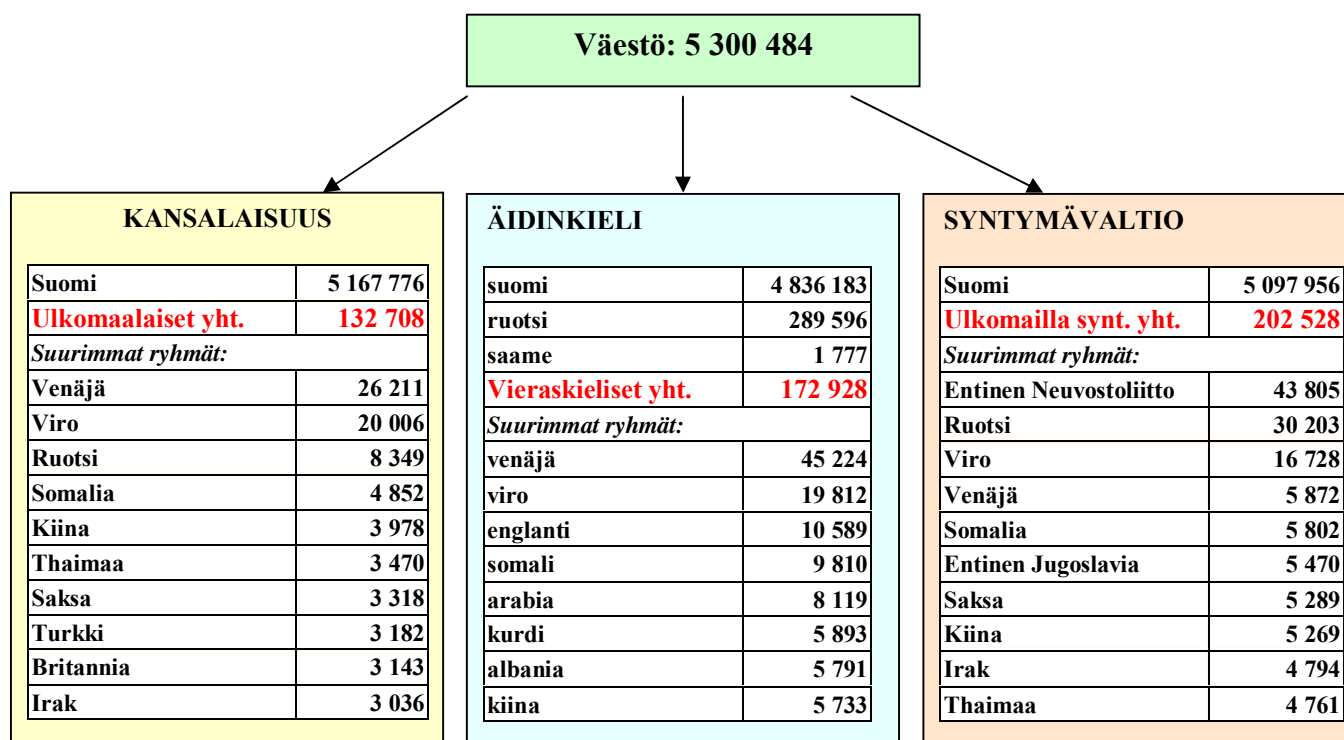 Väestö: 5 300 484
KANSALAISUUS
Suomi 5 167 776
Ulkomaalaiset yht. 132 708
Suurimmat ryhmät:
Venäjä 26 211
Viro 20 006
Ruotsi 8 349
Somalia 4 852
Kiina 3 978
Thaimaa 3 470
Saksa 3 318
Turkki 3 182
Britannia 3 143
Irak 3 036
ÄIDINKIELI
suomi 4 836 183
ruotsi 289 596
saame 1 777
Vieraskieliset yht. 172 928
Suurimmat ryhmät:
venäjä 45 224
viro 19 812
englanti 10 589
somali 9 810
arabia 8 119
kurdi 5 893
albania 5 791
kiina 5 733
SYNTYMÄVALTIO
Suomi 5 097 956
Ulkomailla synt. yht. 202 528
Suurimmat ryhmät:
Entinen Neuvostoliitto 43 805
Ruotsi 30 203
Viro 16 728
Venäjä 5 872
Somalia 5 802
Entinen Jugoslavia 5 470
Saksa 5 289
Kiina 5 269
Irak 4 794
Thaimaa 4 761